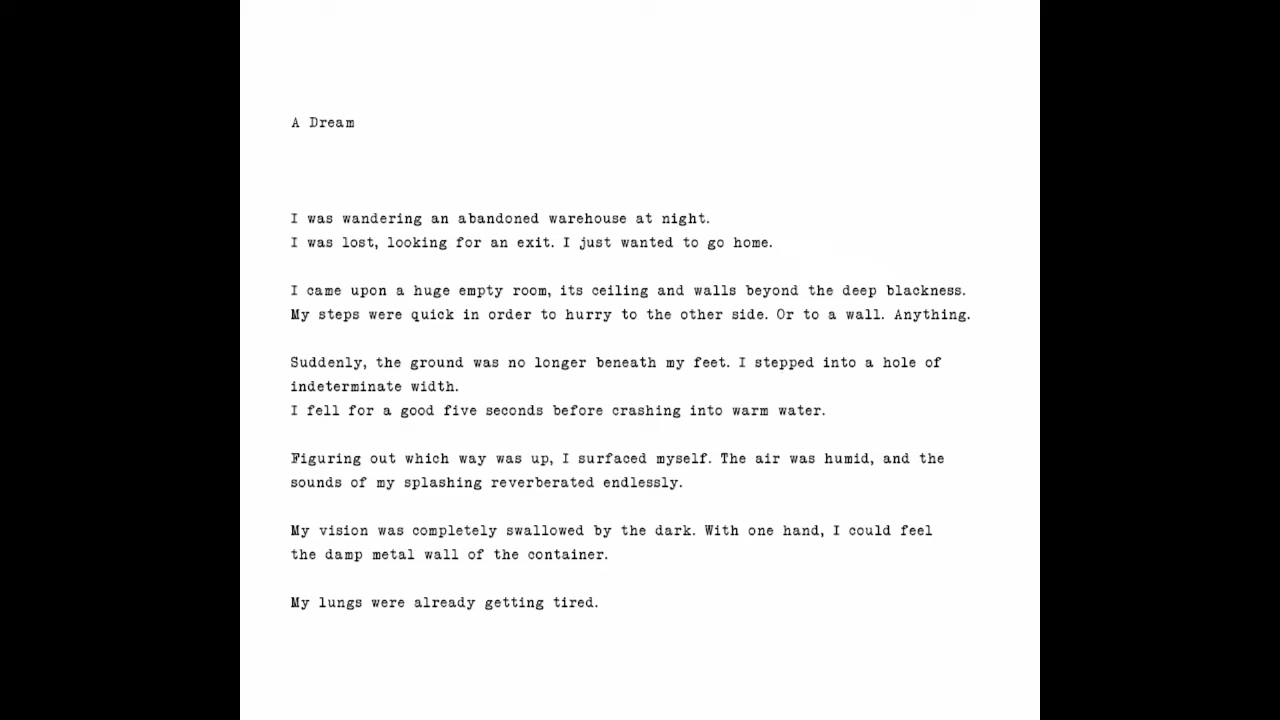 A Dream
I was wandering an abandoned warehouse at night.
I was lost, looking for an exit. I just wanted to go home.
I came upon a huge empty room, its ceiling and walls beyond the deep blackness.
My steps were quick in order to hurry to the other side. Or to a wall. Anything.
Suddenly, the ground was no longer beneath my feet. I stepped into a hole of
indeterminate width.
I fell for a good five seconds before crashing into warm water.
Figuring out which way was up, I surfaced myself. The air was humid, and the
sounds of my splashing reverberated endlessly.
My vision was completely swallowed by the dark. With one hand, I could feel
the damp metal wall of the container.
My lungs were already getting tired.